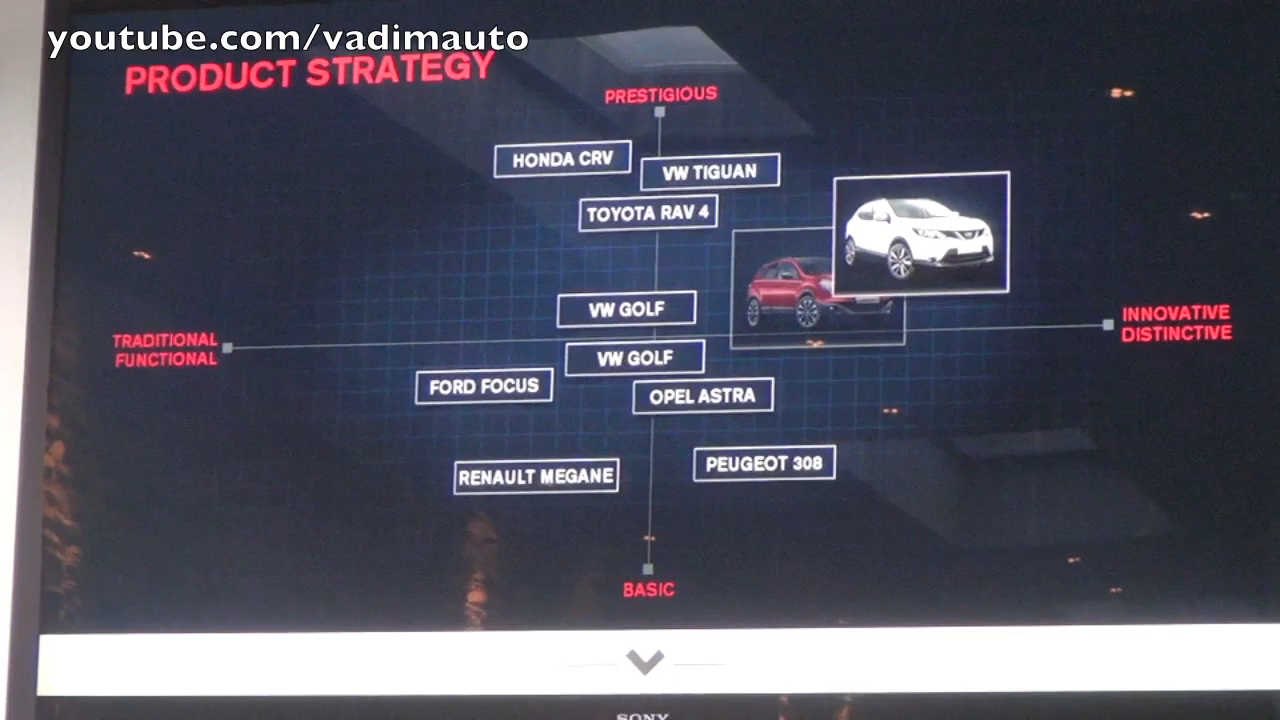 youtube.com/vadimauto
PRODUCT STRATEGY
PRESTIGIOUS
HONDA CRV
VW TIGUAN
TOYOTA RAV 4
VW GOLF
TRADITIONAL
FUNCTIONAL
INNOVATIVE
DISTINCTIVE
VW GOLF
FORD FOCUS
OPEL ASTRA
RENAULT MEGANE
PEUGEOT 308
BASIC
SONY